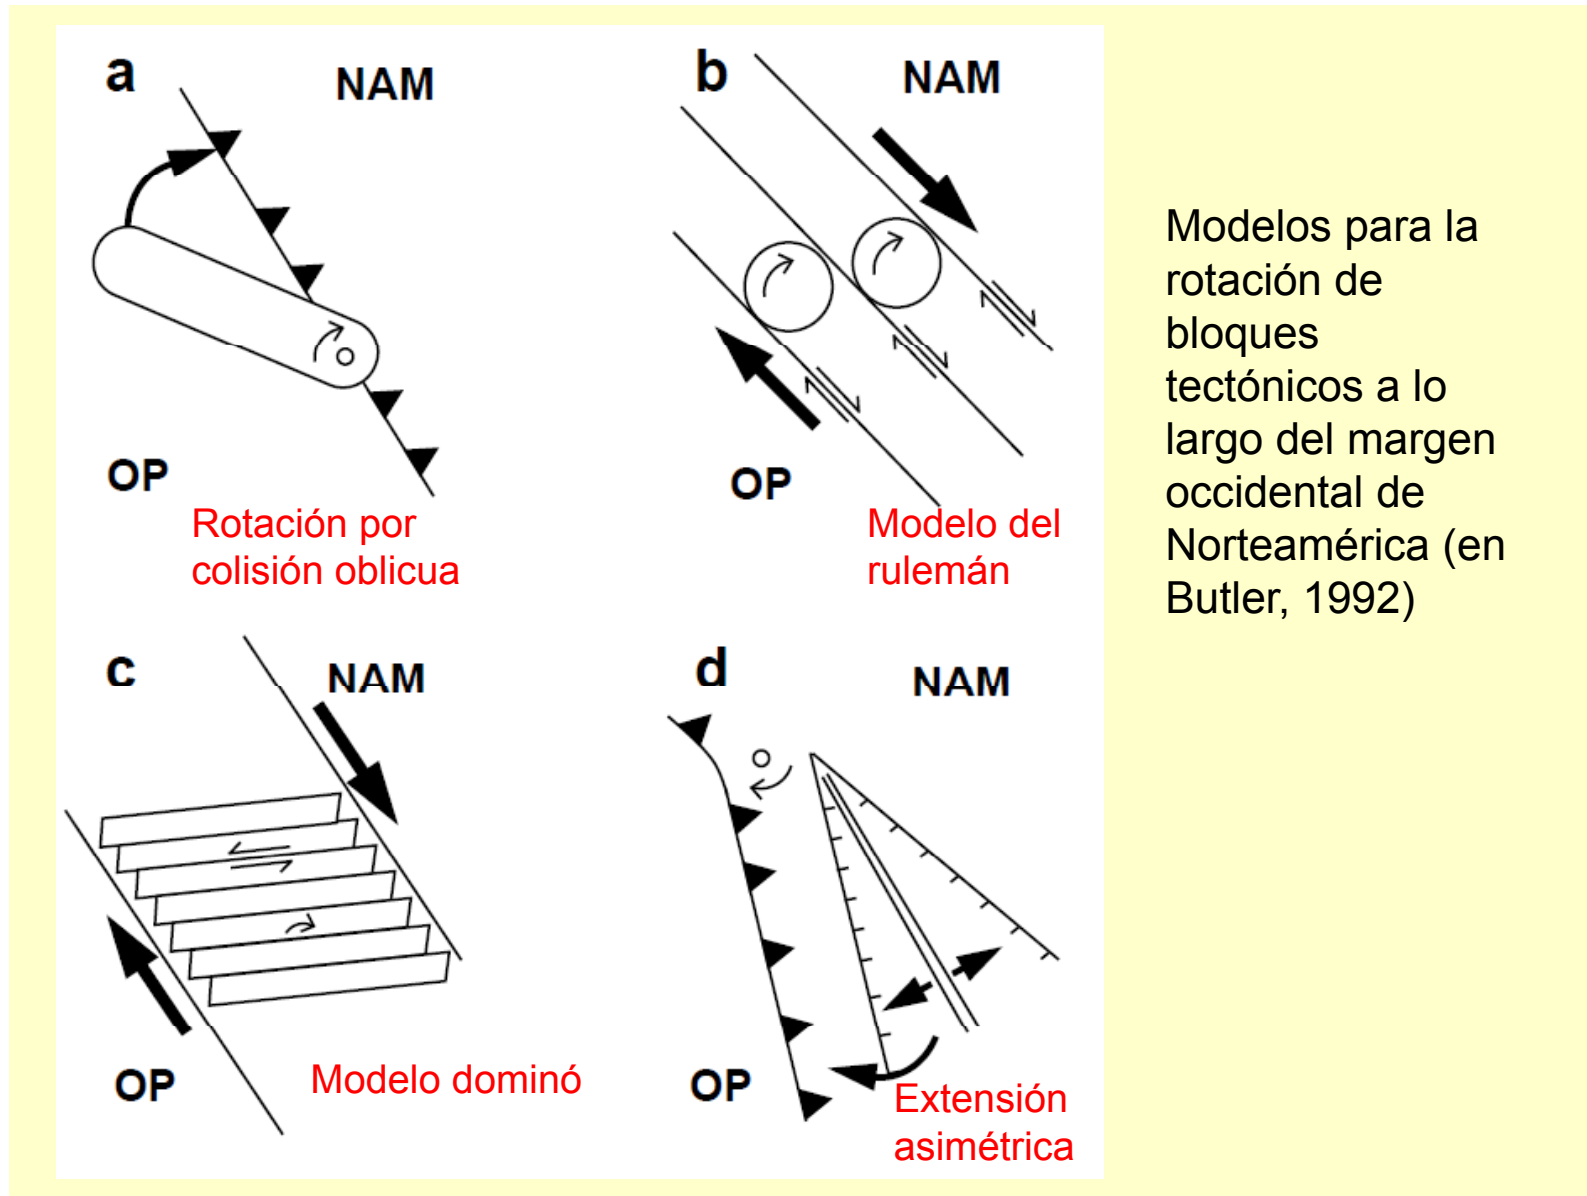 a
NAM
OP
Rotación por
colisión oblicua
b
NAM
OP
Modelo del
rulemán
c
NAM
OP
Modelo dominó
d
NAM
OP
Extensión
asimétrica
Modelos para la
rotación de
bloques
tectónicos a lo
largo del margen
occidental de
Norteamérica (en
Butler, 1992)